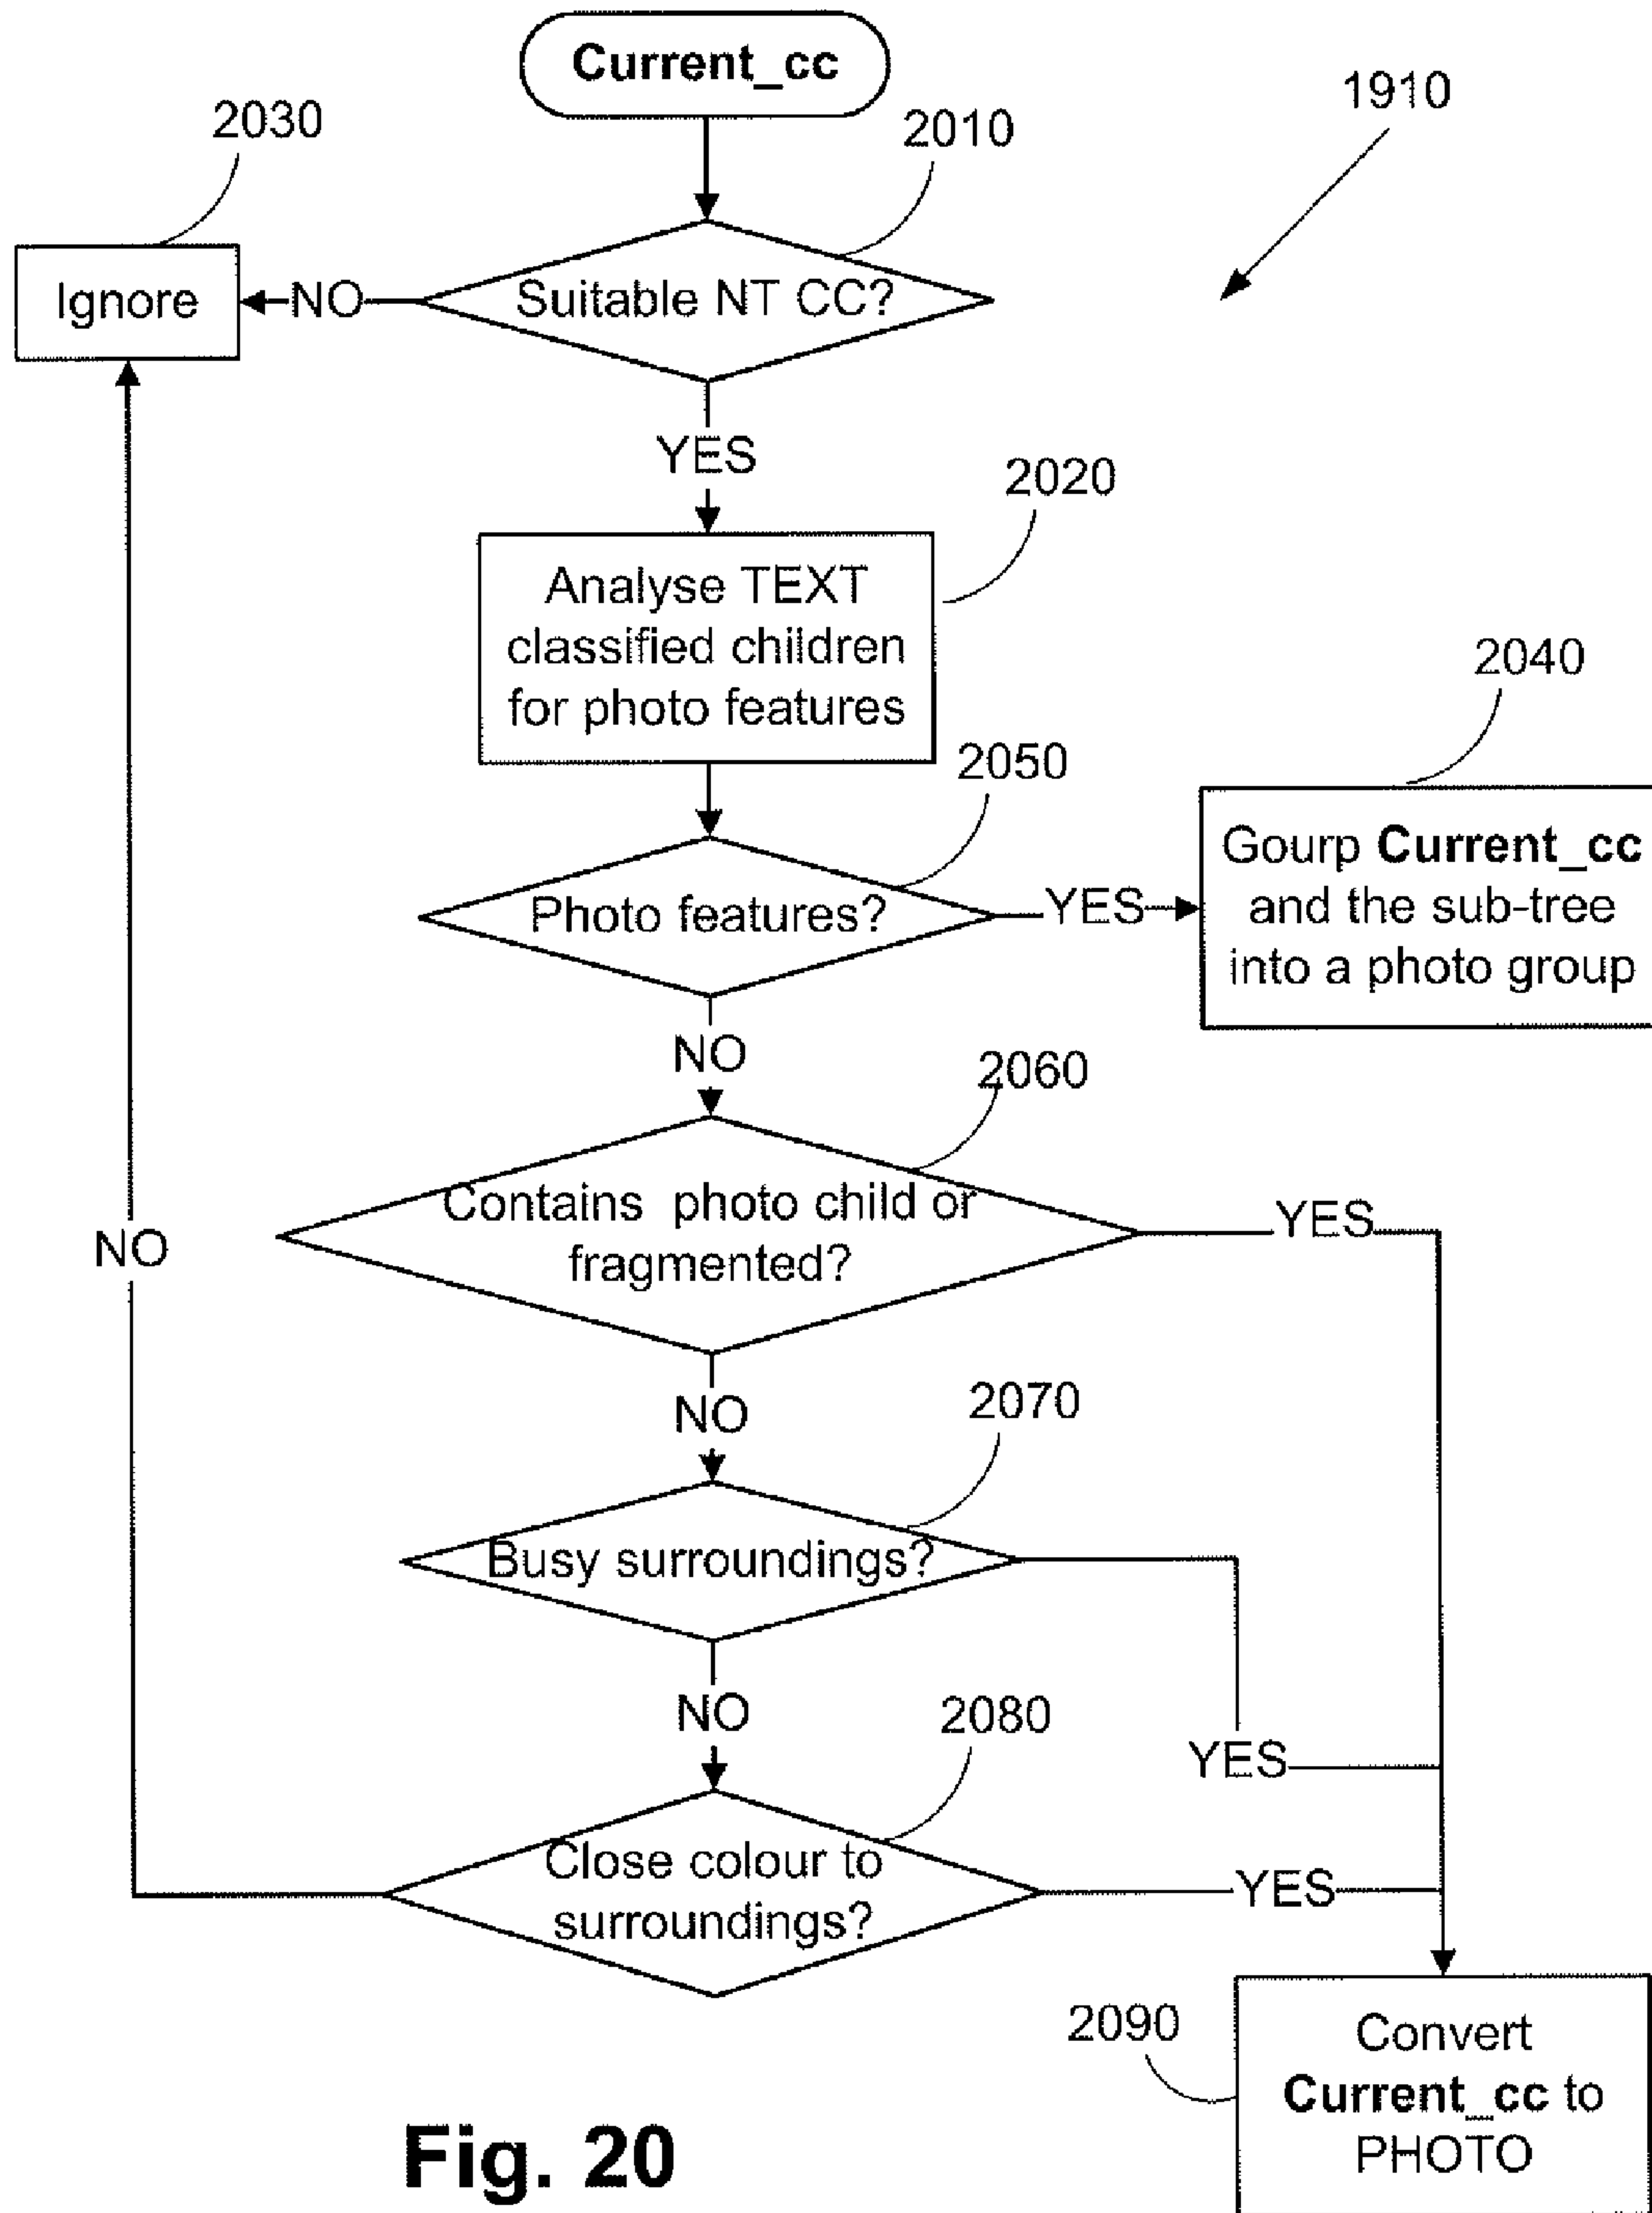 Current_cc
1910
2030
2010
Ignore
NO
Suitable NT CC?
YES
2020
Analyse TEXT
classified children
for photo features
2040
2050
Gourp Current_cc
and the sub-tree
into a photo group
Photo features?
YES
NO
2060
Contains photo child or
fragmented?
YES
NO
NO
2070
Busy surroundings?
NO
YES
2080
Close colour to
surroundings?
YES
2090
Convert
Current_cc to
PHOTO
Fig. 20